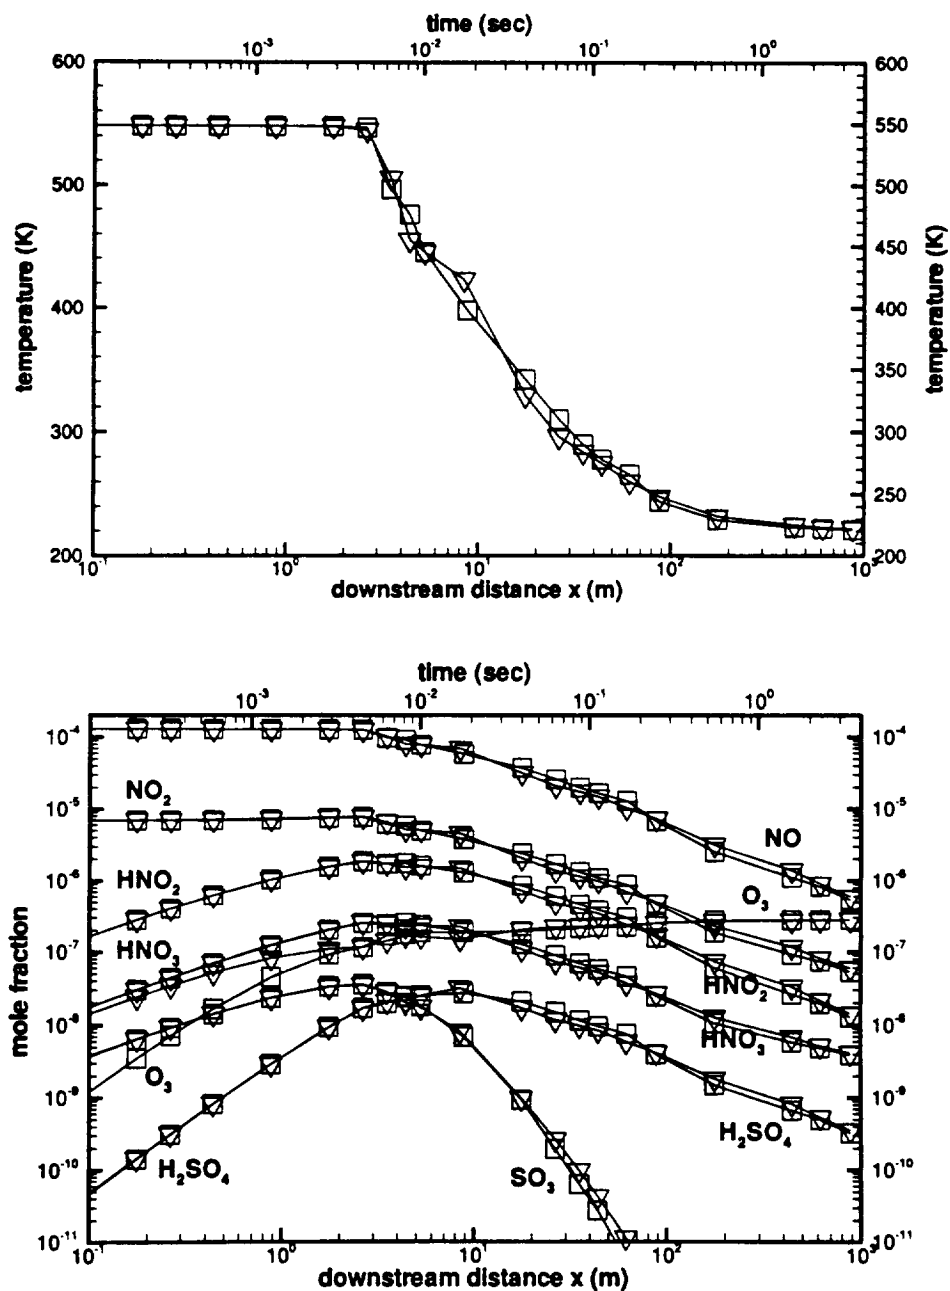 time (sec)
10⁻³ 10⁻² 10⁻¹ 10⁰
600 600
550
500 500
450
400 400
350
300 300
250
200 200
temperature (K)
temperature (K)
10⁻¹ 10⁰ 10¹ 10² 10³
downstream distance x (m)
time (sec)
10⁻³ 10⁻² 10⁻¹ 10⁰
10⁻⁴ 10⁻⁴
NO₂
10⁻⁵ 10⁻⁵
NO
HNO₂
10⁻⁶ 10⁻⁶
O₃
HNO₃
10⁻⁷ 10⁻⁷
HNO₂
10⁻⁸ 10⁻⁸
HNO₃
O₃
10⁻⁹ 10⁻⁹
H₂SO₄
H₂SO₄
SO₃
10⁻¹⁰ 10⁻¹⁰
10⁻¹¹ 10⁻¹¹
mole fraction
10⁻¹ 10⁰ 10¹ 10² 10³
downstream distance x (m)